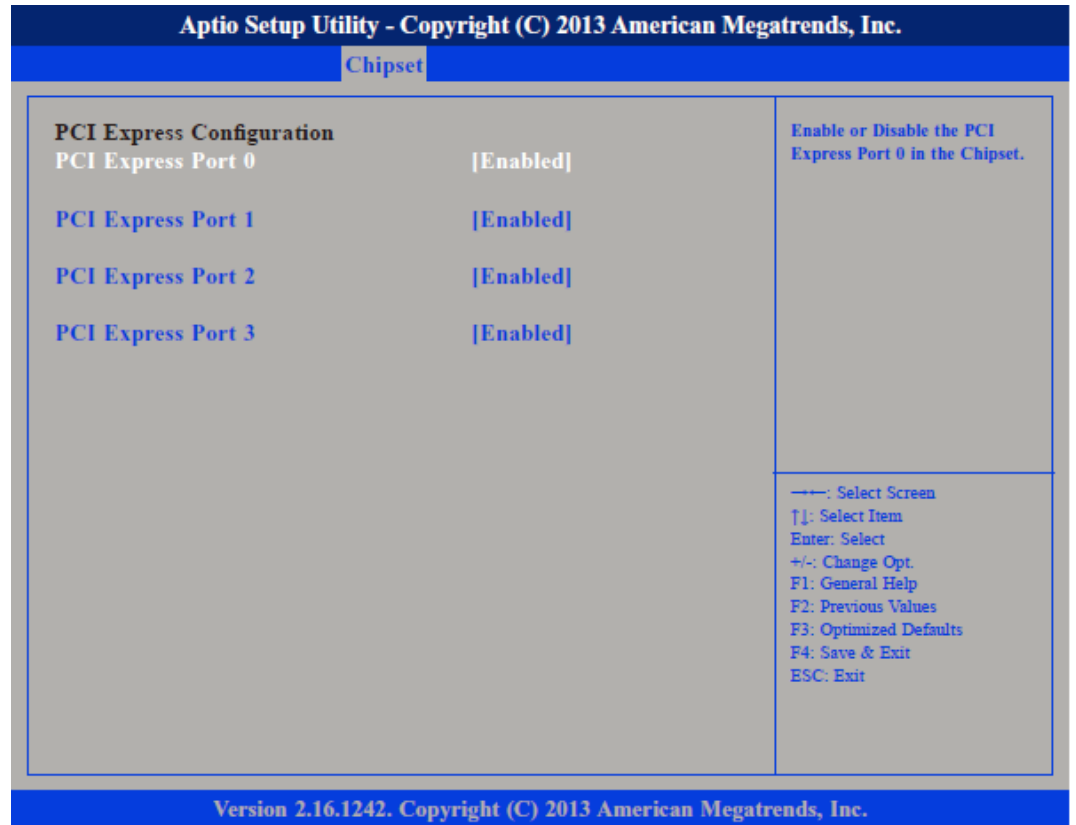 Aptio Setup Utility - Copyright (C) 2013 American Megatrends, Inc.
Chipset
PCI Express Configuration
PCI Express Port 0 [Enabled]
PCI Express Port 1 [Enabled]
PCI Express Port 2 [Enabled]
PCI Express Port 3 [Enabled]
Enable or Disable the PCI
Express Port 0 in the Chipset.
→←: Select Screen
↑↓: Select Item
Enter: Select
+/-: Change Opt.
F1: General Help
F2: Previous Values
F3: Optimized Defaults
F4: Save & Exit
ESC: Exit
Version 2.16.1242. Copyright (C) 2013 American Megatrends, Inc.